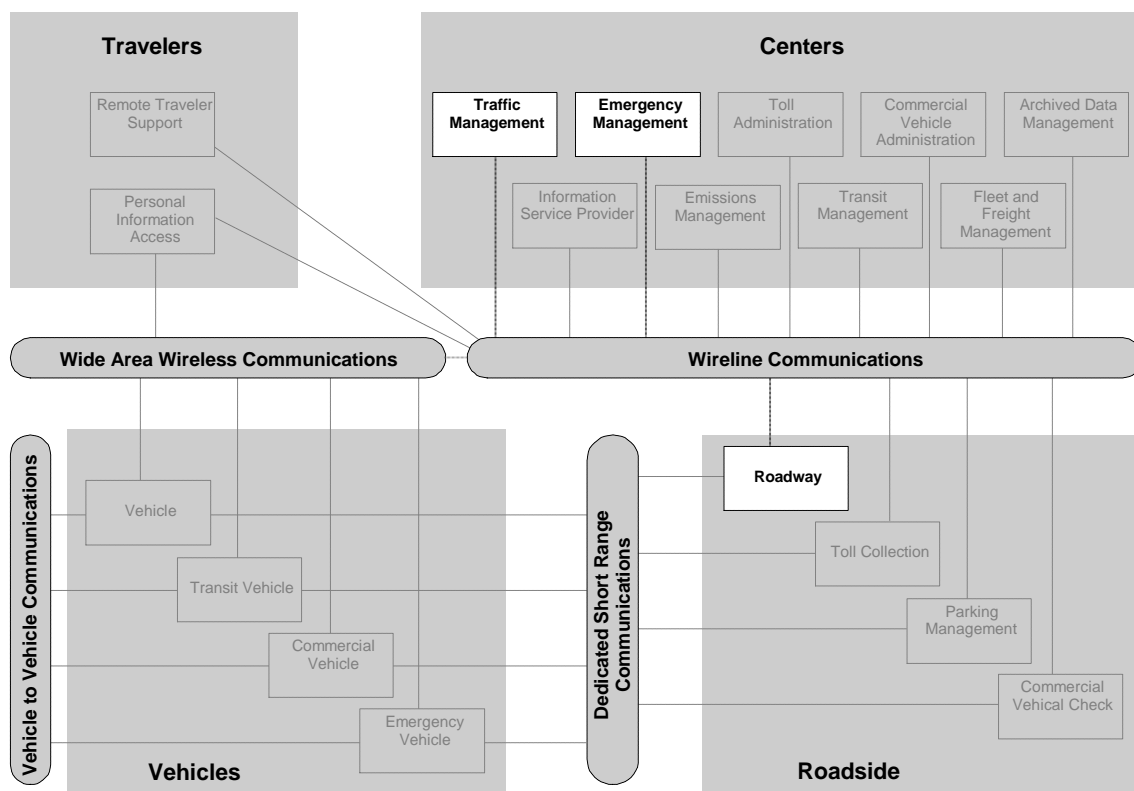 Travelers
Centers
Remote Traveler
Support
Traffic
Management
Emergency
Management
Toll
Administration
Commercial
Vehicle
Administration
Archived Data
Management
Personal
Information
Access
Information
Service Provider
Emissions
Management
Transit
Management
Fleet and
Freight
Management
Wide Area Wireless Communications
Wireline Communications
Vehicle to Vehicle Communications
Vehicle
Transit Vehicle
Commercial
Vehicle
Emergency
Vehicle
Vehicles
Dedicated Short Range
Communications
Roadway
Toll Collection
Parking
Management
Commercial
Vehical Check
Roadside